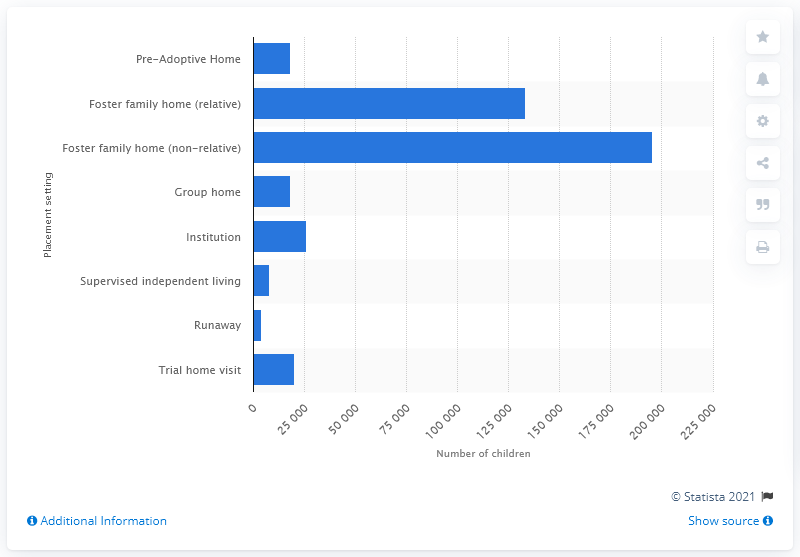 Pre-Adoptive Home
Foster family home (relative)
Foster family home (non-relative)
Group home
Institution
Supervised independent living
Runaway
Trial home visit
Placement setting
0
25 000
50 000
75 000
100 000
125 000
150 000
175 000
200 000
225 000
Number of children
© Statista 2021
Additional Information
Show source